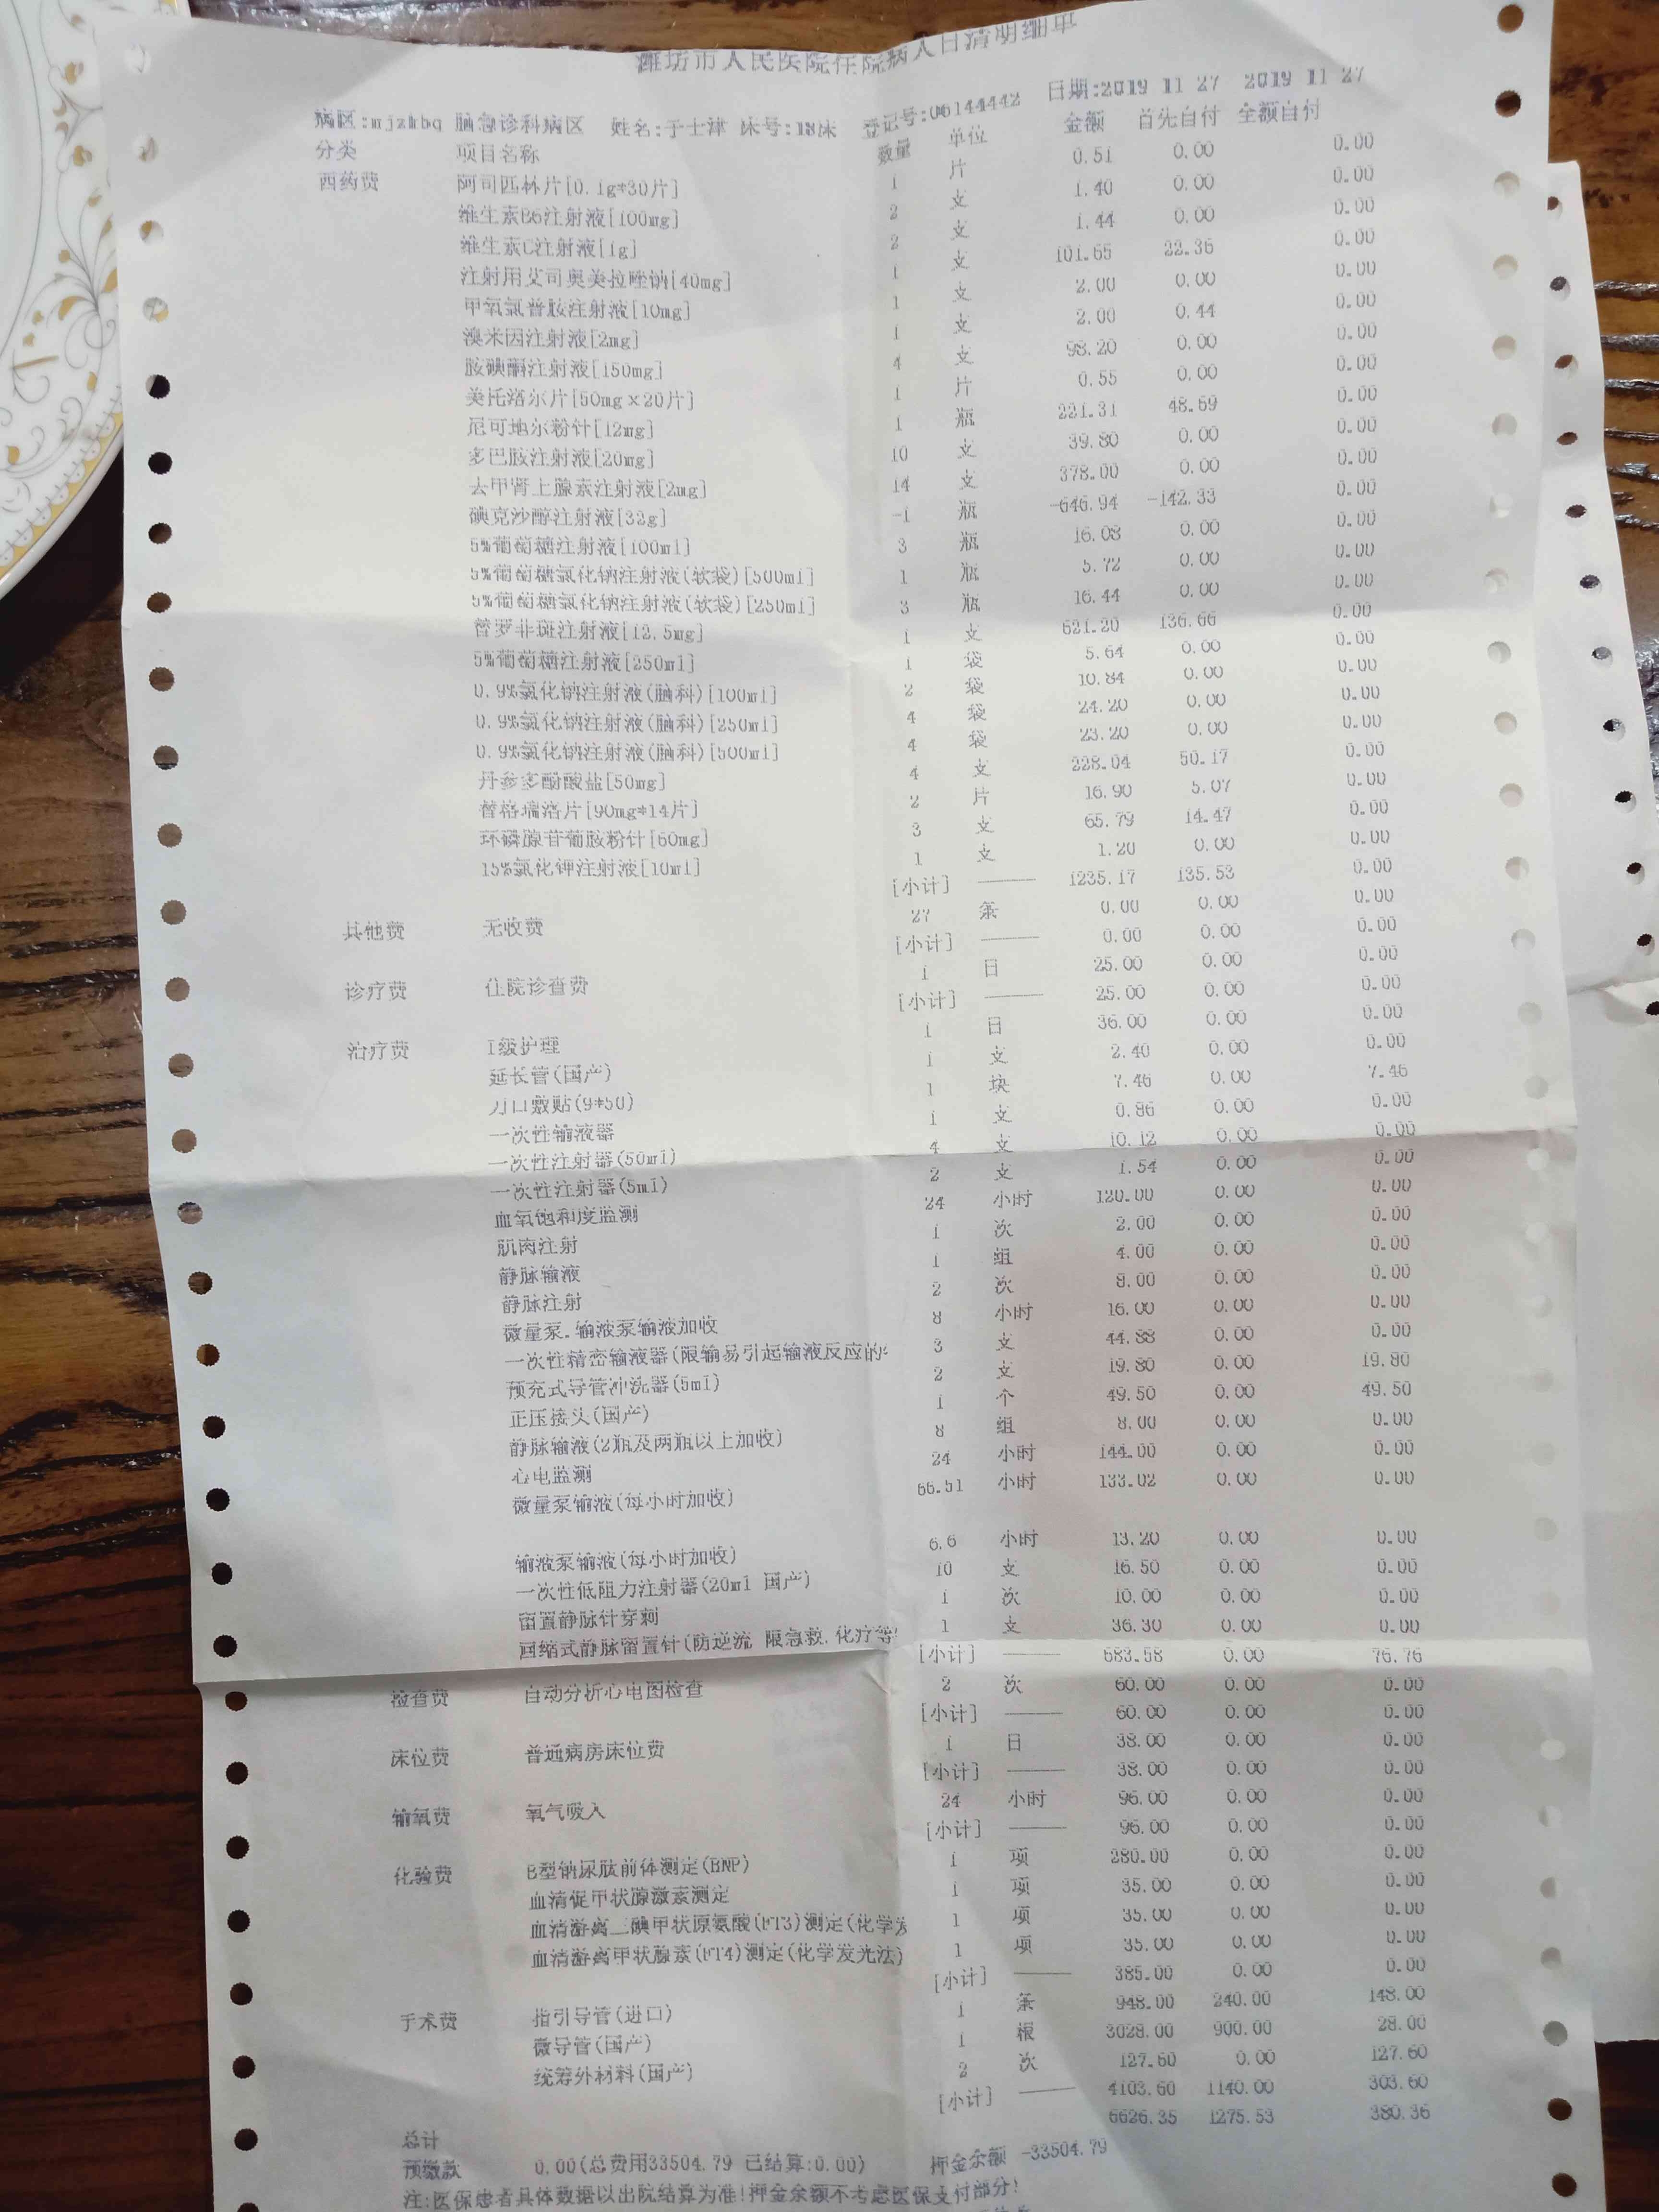 潍坊市人民医院住院病人日清明细单
日期:2019 11 27 2019 11 27
病区:mjzkbq 脑急诊科病区 姓名:于士津 床号:18床 登记号:06144442
分类 项目名称 数量 单位 金额 首先自付 全额自付
西药费 阿司匹林片[0.1g*30片] 1 片 0.51 0.00 0.00
维生素B6注射液[100mg] 2 支 1.40 0.00 0.00
维生素C注射液[1g] 2 支 1.44 0.00 0.00
注射用艾司奥美拉唑钠[40mg] 1 支 101.65 22.36 0.00
甲氧氯普胺注射液[10mg] 1 支 2.00 0.00 0.00
溴米因注射液[2mg] 1 支 2.00 0.44 0.00
胺碘酮注射液[150mg] 4 支 98.20 0.00 0.00
美托洛尔片[50mg×20片] 1 片 0.55 0.00 0.00
尼可地尔粉针[12mg] 1 瓶 221.31 48.69 0.00
多巴胺注射液[20mg] 10 支 39.80 0.00 0.00
去甲肾上腺素注射液[2mg] 14 支 378.00 0.00 0.00
碘克沙醇注射液[32g] -1 瓶 -646.94 -142.33 0.00
5%葡萄糖注射液[100ml] 3 瓶 16.08 0.00 0.00
5%葡萄糖氯化钠注射液(软袋)[500ml] 1 瓶 5.72 0.00 0.00
5%葡萄糖氯化钠注射液(软袋)[250ml] 3 瓶 16.44 0.00 0.00
替罗非班注射液[12.5mg] 1 支 621.20 136.66 0.00
5%葡萄糖注射液[250ml] 1 袋 5.64 0.00 0.00
0.9%氯化钠注射液(脑科)[100ml] 2 袋 10.84 0.00 0.00
0.9%氯化钠注射液(脑科)[250ml] 4 袋 24.20 0.00 0.00
0.9%氯化钠注射液(脑科)[500ml] 4 袋 23.20 0.00 0.00
丹参多酚酸盐[50mg] 4 支 228.04 50.17 0.00
替格瑞洛片[90mg*14片] 2 片 16.90 5.07 0.00
环磷腺苷葡胺粉针[60mg] 3 支 65.79 14.47 0.00
15%氯化钾注射液[10ml] 1 支 1.20 0.00 0.00
[小计] 1235.17 135.53 0.00
其他费 无收费 27 条 0.00 0.00 0.00
[小计] 0.00 0.00 0.00
诊疗费 住院诊查费 1 日 25.00 0.00 0.00
[小计] 25.00 0.00 0.00
治疗费 I级护理 1 日 36.00 0.00 0.00
延长管(国产) 1 支 2.40 0.00 0.00
刀口敷贴(9*50) 1 块 7.46 0.00 7.46
一次性输液器 1 支 0.86 0.00 0.00
一次性注射器(50ml) 4 支 10.12 0.00 0.00
一次性注射器(5ml) 2 支 1.54 0.00 0.00
血氧饱和度监测 24 小时 120.00 0.00 0.00
肌肉注射 1 次 2.00 0.00 0.00
静脉输液 1 组 4.00 0.00 0.00
静脉注射 2 次 8.00 0.00 0.00
微量泵.输液泵输液加收 8 小时 16.00 0.00 0.00
一次性精密输液器(限输易引起输液反应的 3 支 44.88 0.00 0.00
预充式导管冲洗器(5ml) 2 支 19.80 0.00 19.80
正压接头(国产) 1 个 49.50 0.00 49.50
静脉输液(2瓶及两瓶以上加收) 8 组 8.00 0.00 0.00
心电监测 24 小时 144.00 0.00 0.00
微量泵输液(每小时加收) 66.51 小时 133.02 0.00 0.00
输液泵输液(每小时加收) 6.6 小时 13.20 0.00 0.00
一次性低阻力注射器(20ml 国产) 10 支 16.50 0.00 0.00
留置静脉针穿刺 1 次 10.00 0.00 0.00
回缩式静脉留置针(防逆流 限急救.化疗等 1 支 36.30 0.00 0.00
[小计] 683.58 0.00 76.76
检查费 自动分析心电图检查 2 次 60.00 0.00 0.00
[小计] 60.00 0.00 0.00
床位费 普通病房床位费 1 日 38.00 0.00 0.00
[小计] 38.00 0.00 0.00
输氧费 氧气吸入 24 小时 96.00 0.00 0.00
[小计] 96.00 0.00 0.00
化验费 B型钠尿肽前体测定(BNP) 1 项 280.00 0.00 0.00
血清促甲状腺激素测定 1 项 35.00 0.00 0.00
血清游离三碘甲状原氨酸(FT3)测定(化学发 1 项 35.00 0.00 0.00
血清游离甲状腺素(FT4)测定(化学发光法) 1 项 35.00 0.00 0.00
[小计] 385.00 0.00 0.00
手术费 指引导管(进口) 1 条 948.00 240.00 148.00
微导管(国产) 1 根 3028.00 900.00 28.00
统筹外材料(国产) 2 次 127.60 0.00 127.60
[小计] 4103.60 1140.00 303.60
总计 6626.35 1275.53 380.36
预缴款 0.00(总费用33504.79 已结算:0.00) 押金余额 -33504.79
注:医保患者具体数据以出院结算为准!押金余额不考虑医保支付部分!